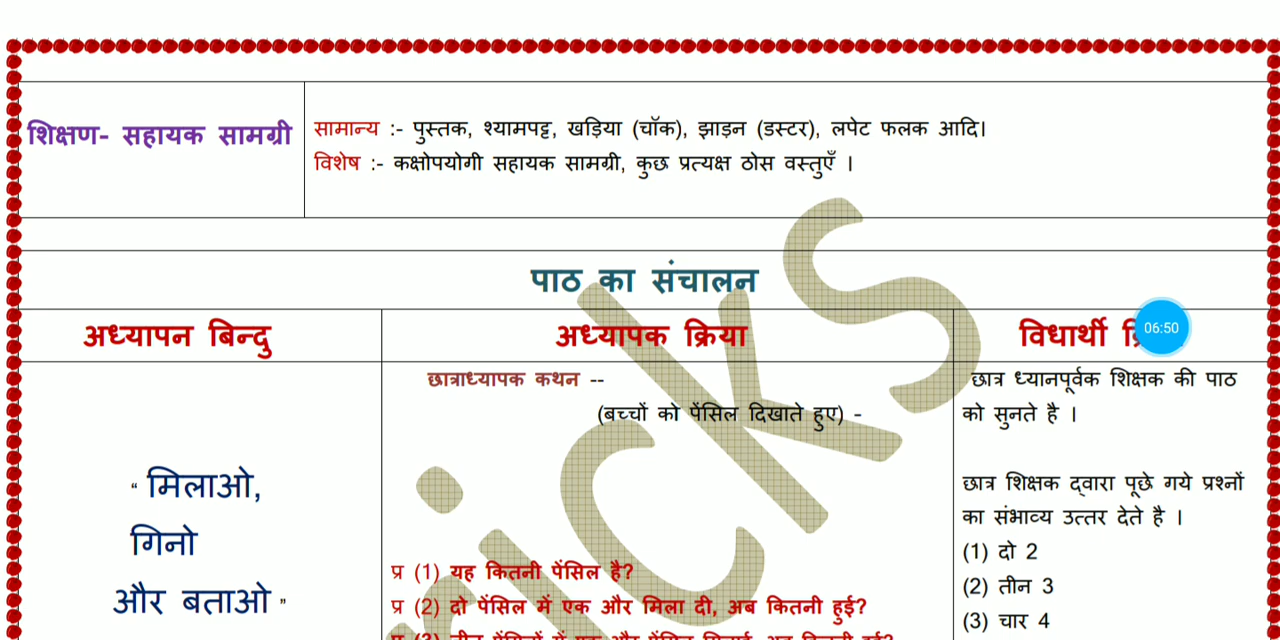 शिक्षण- सहायक सामग्री
सामान्य :- पुस्तक, श्यामपट्ट, खड़िया (चॉक), झाड़न (डस्टर), लपेट फलक आदि।
विशेष :- कक्षोपयोगी सहायक सामग्री, कुछ प्रत्यक्ष ठोस वस्तुएँ ।
पाठ का संचालन
अध्यापन बिन्दु
अध्यापक क्रिया
विधार्थी
06:50
“ मिलाओ,
गिनो
और बताओ ”
छात्राध्यापक कथन --
(बच्चों को पेंसिल दिखाते हुए) -
प्र (1) यह कितनी पेंसिल है?
प्र (2) दो पेंसिल में एक और मिला दी, अब कितनी हुई?
छात्र ध्यानपूर्वक शिक्षक की पाठ
को सुनते है ।
छात्र शिक्षक द्वारा पूछे गये प्रश्नों
का संभाव्य उत्तर देते है ।
(1) दो 2
(2) तीन 3
(3) चार 4
icks